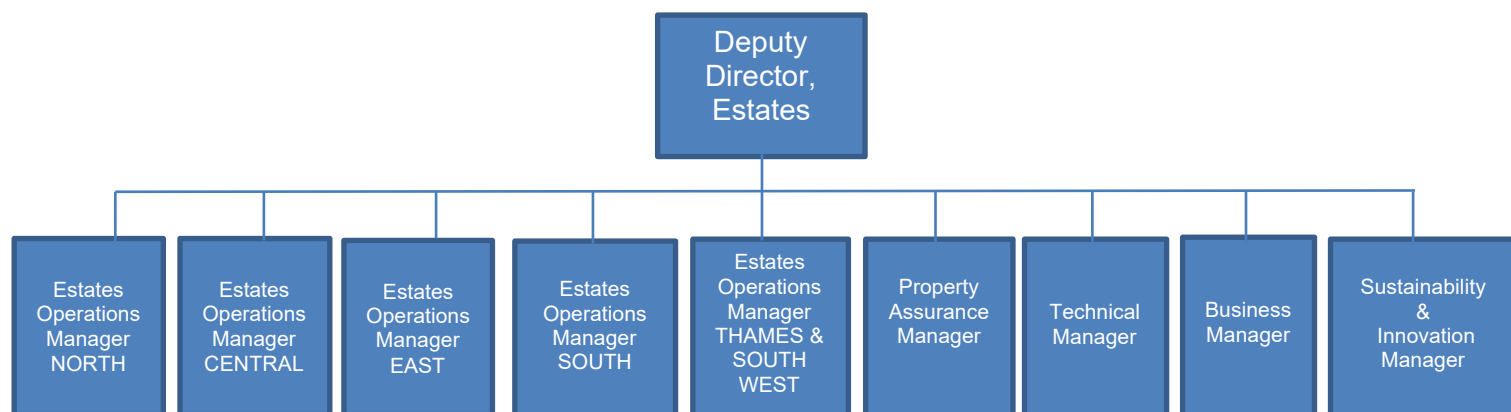 Deputy
Director,
Estates
Estates
Operations
Manager
NORTH
Estates
Operations
Manager
CENTRAL
Estates
Operations
Manager
EAST
Estates
Operations
Manager
SOUTH
Estates
Operations
Manager
THAMES &
SOUTH
WEST
Property
Assurance
Manager
Technical
Manager
Business
Manager
Sustainability
&
Innovation
Manager